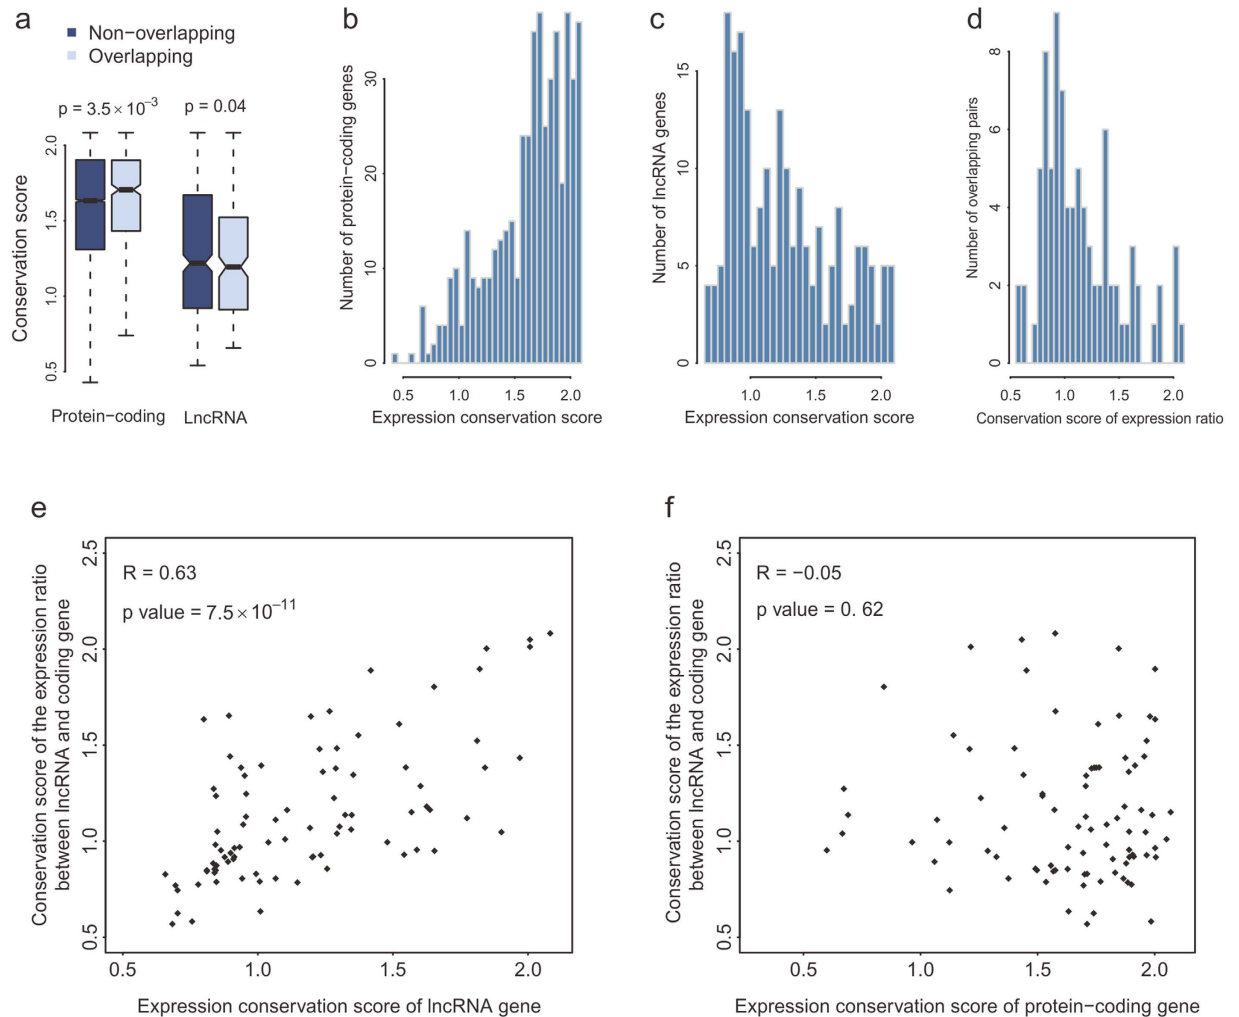 a
Non−overlapping
Overlapping
p = 3.5 × 10⁻³
p = 0.04
Conservation score
0.5
1.0
1.5
2.0
Protein−coding
LncRNA
b
Number of protein−coding genes
0
10
20
30
0.5
1.0
1.5
2.0
Expression conservation score
c
Number of lncRNA genes
0
5
10
15
1.0
1.5
2.0
Expression conservation score
d
Number of overlapping pairs
0
2
4
6
8
0.5
1.0
1.5
2.0
Conservation score of expression ratio
e
R = 0.63
p value = 7.5 × 10⁻¹¹
Conservation score of the expression ratio
between lncRNA and coding gene
0.5
1.0
1.5
2.0
2.5
0.5
1.0
1.5
2.0
Expression conservation score of lncRNA gene
f
R = −0.05
p value = 0. 62
Conservation score of the expression ratio
between lncRNA and coding gene
0.5
1.0
1.5
2.0
2.5
0.5
1.0
1.5
2.0
Expression conservation score of protein−coding gene